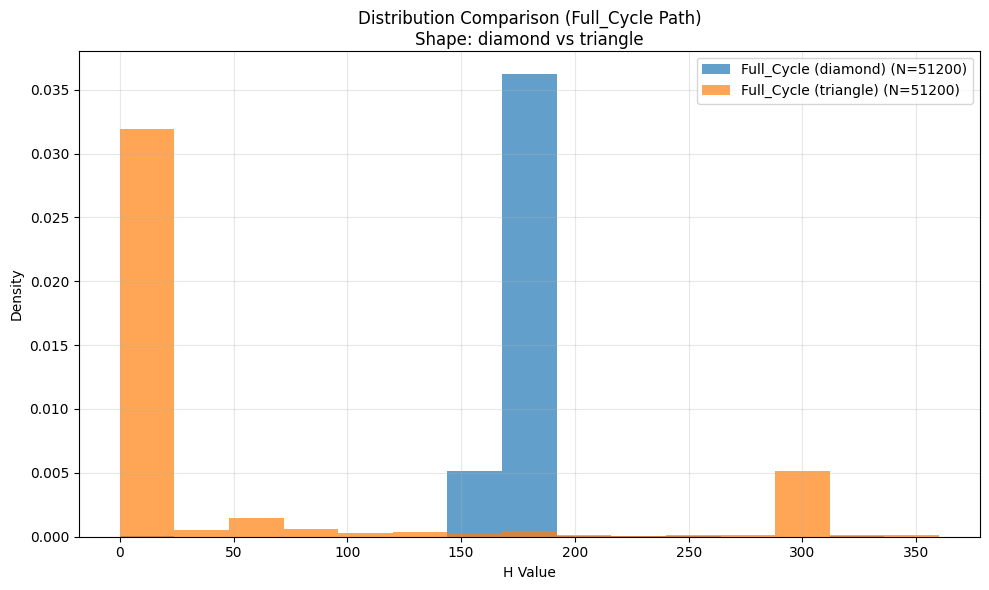 Distribution Comparison (Full_Cycle Path)
Shape: diamond vs triangle
Full_Cycle (diamond) (N=51200)
Full_Cycle (triangle) (N=51200)
Density
0.035
0.030
0.025
0.020
0.015
0.010
0.005
0.000
0 50 100 150 200 250 300 350
H Value